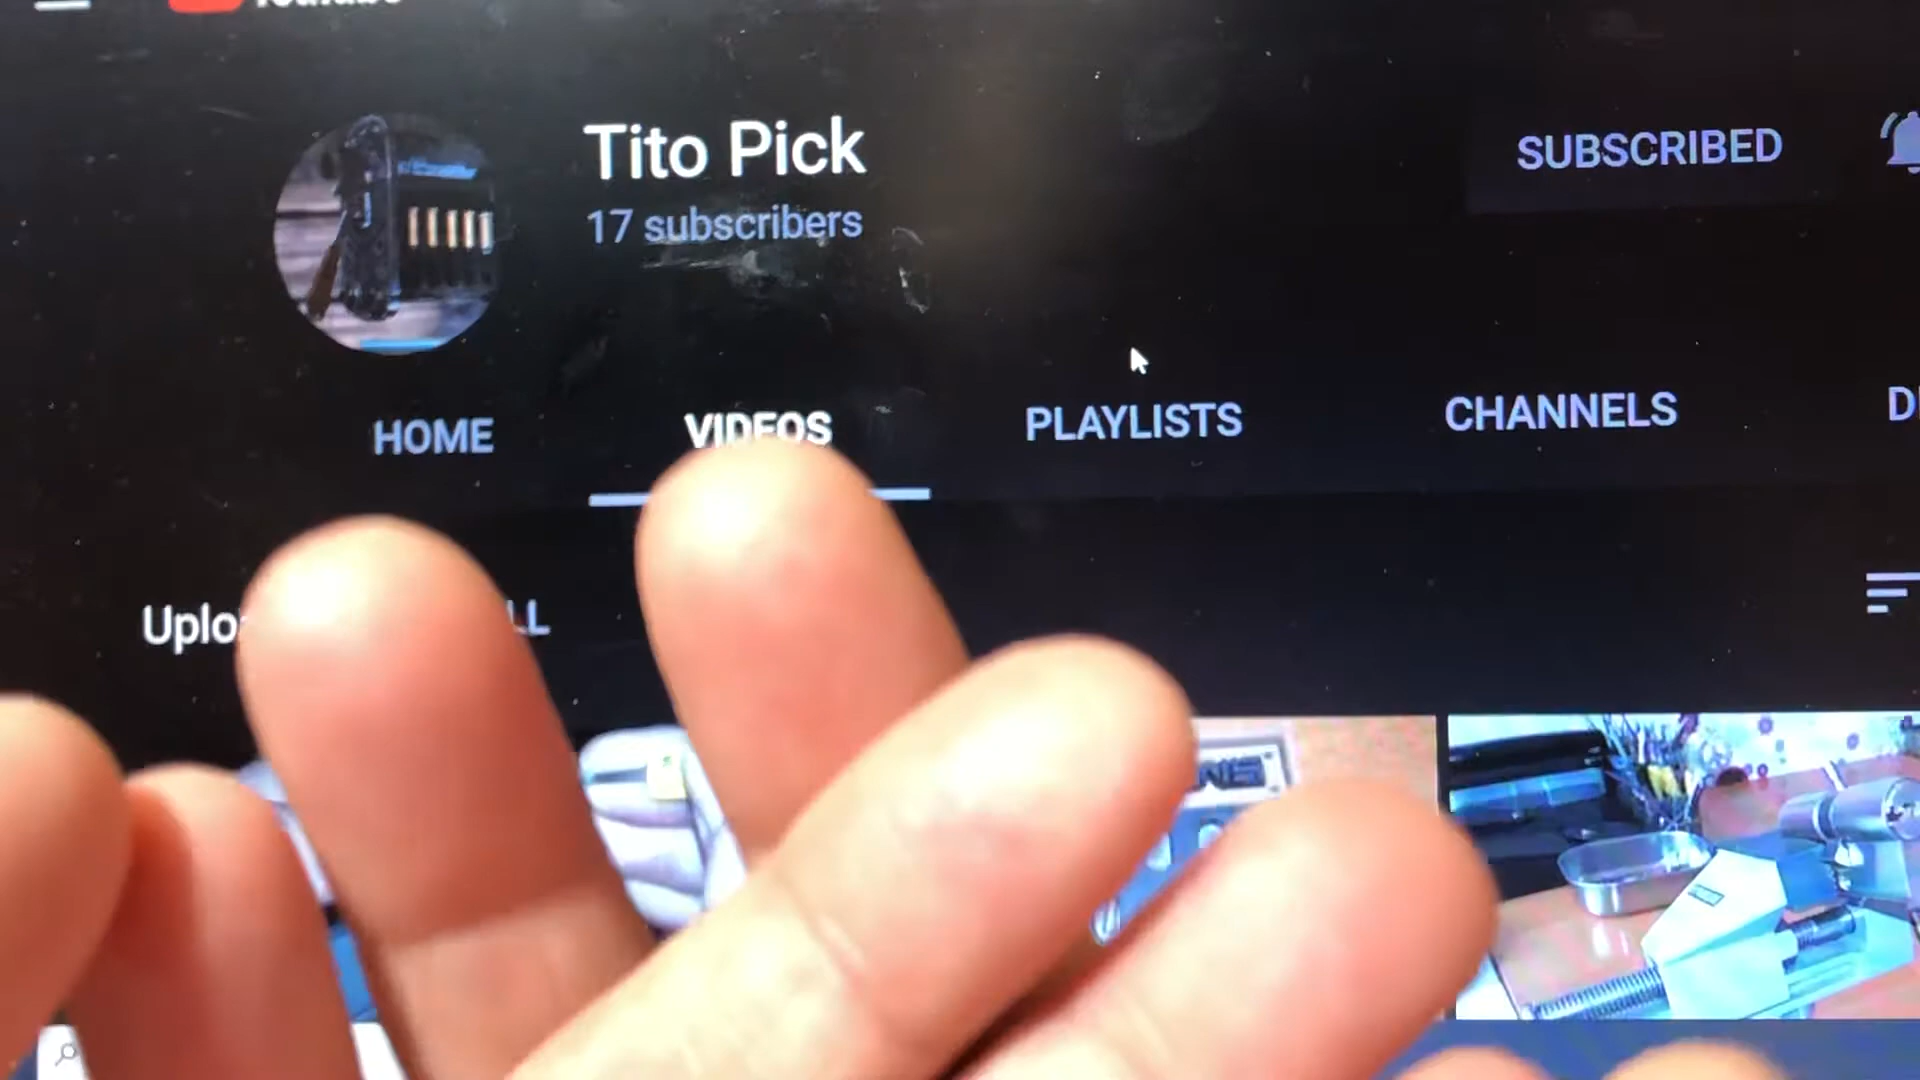 Tito Pick
17 subscribers
SUBSCRIBED
HOME
VIDEOS
PLAYLISTS
CHANNELS